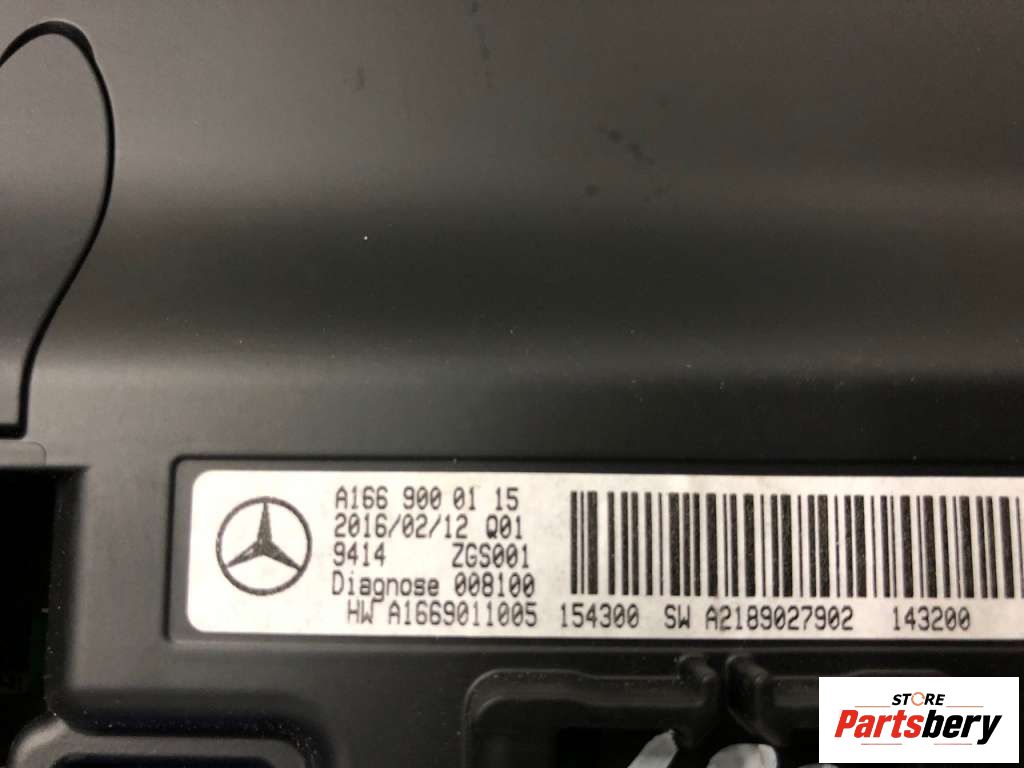 A166 900 01 15
2016/02/12 Q01
9414 ZGS001
Diagnose 008100
HW A1669011005 154300 SW A2189027902 143200
STORE
Partsbery